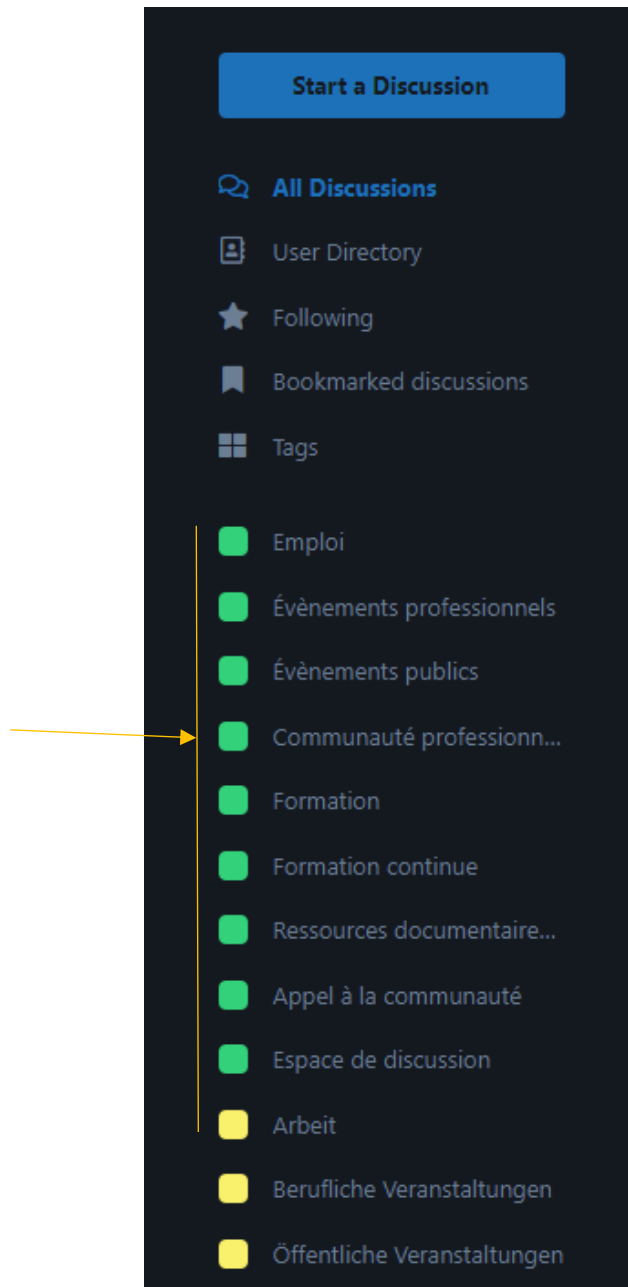 Start a Discussion
All Discussions
User Directory
Following
Bookmarked discussions
Tags
Emploi
Évènements professionnels
Évènements publics
Communauté professionn...
Formation
Formation continue
Ressources documentaire...
Appel à la communauté
Espace de discussion
Arbeit
Berufliche Veranstaltungen
Öffentliche Veranstaltungen